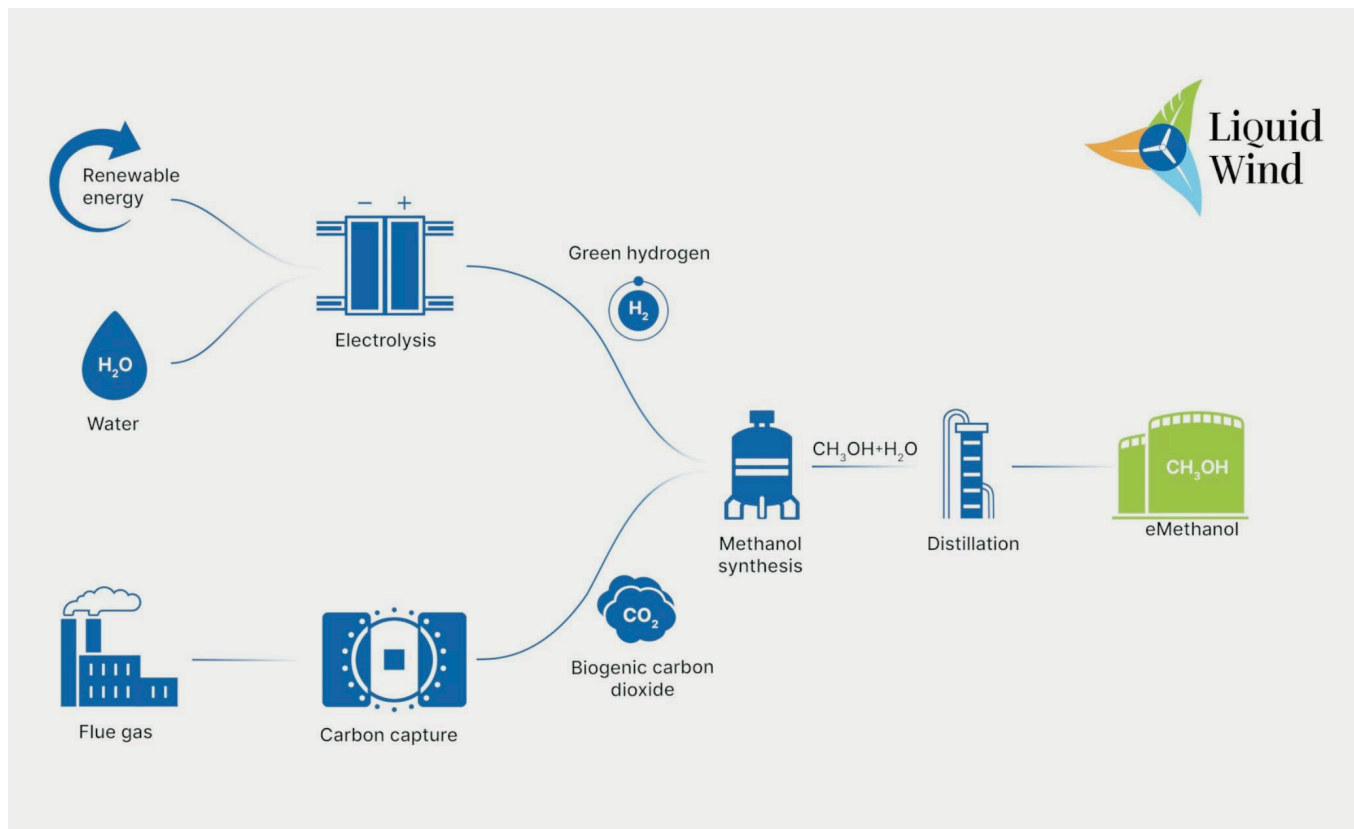 Liquid
Wind
Renewable
energy
− +
Electrolysis
H₂O
Water
Green hydrogen
H₂
Methanol
synthesis
CH₃OH+H₂O
Distillation
CH₃OH
eMethanol
Flue gas
Carbon capture
CO₂
Biogenic carbon
dioxide